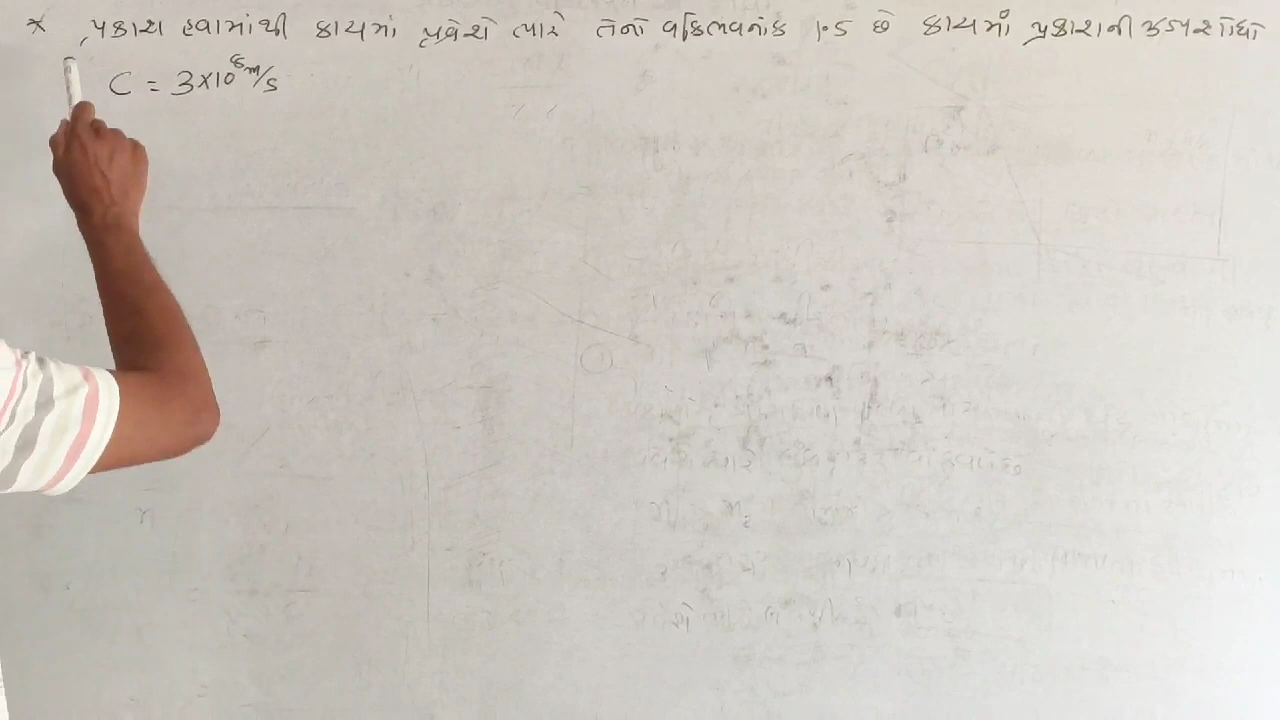 * પ્રકાશ હવામાંથી કાચમાં પ્રવેશે ત્યારે તેનો વક્રિભવનાંક 1.5 છે કાચમાં પ્રકાશની ઝડપ શોધો
C = 3×10⁸ m/s